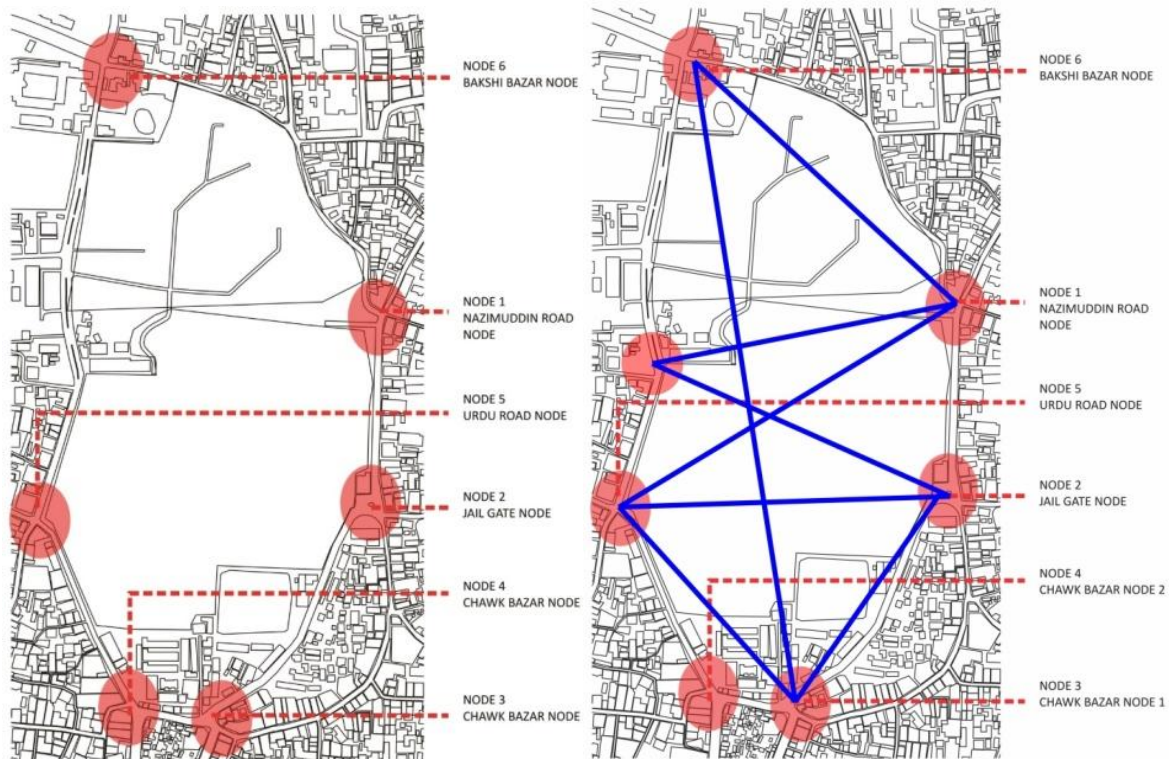 NODE 6
BAKSHI BAZAR NODE
NODE 1
NAZIMUDDIN ROAD
NODE
NODE 5
URDU ROAD NODE
NODE 2
JAIL GATE NODE
NODE 4
CHAWK BAZAR NODE
NODE 3
CHAWK BAZAR NODE
NODE 6
BAKSHI BAZAR NODE
NODE 1
NAZIMUDDIN ROAD
NODE
NODE 5
URDU ROAD NODE
NODE 2
JAIL GATE NODE
NODE 4
CHAWK BAZAR NODE 2
NODE 3
CHAWK BAZAR NODE 1